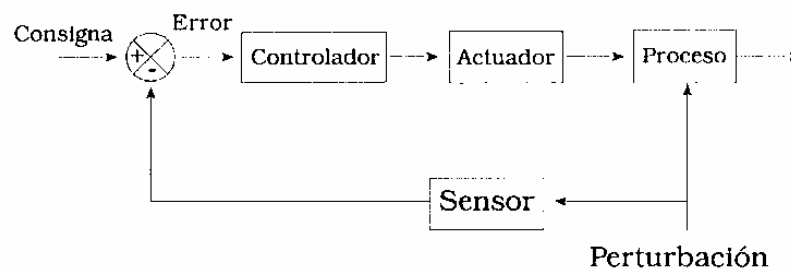 Consigna
Error
+
-
Controlador
Actuador
Proceso
Sensor
Perturbación